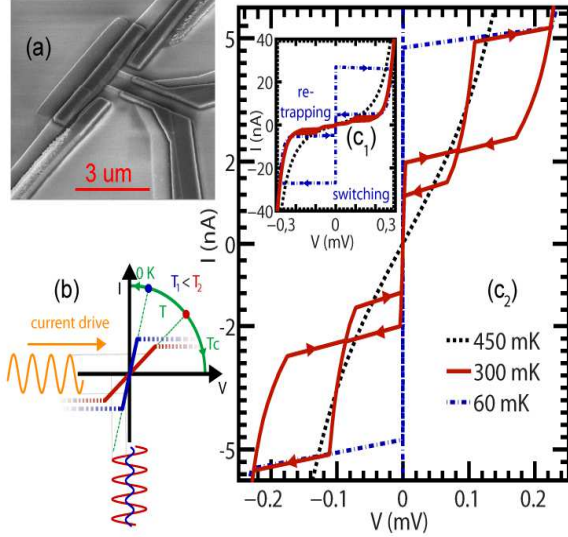 (a)
3 um
(b)
I
0 K
T₁ < T₂
T
Tc
current drive
V
I (nA)
5
2
0
-2
-5
−0.2
−0.1
0
0.1
0.2
V (mV)
(c₂)
450 mK
300 mK
60 mK
I (nA)
40
20
0
−20
−40
-0,3
0
0,3
V (mV)
re-
trapping
(c₁)
switching